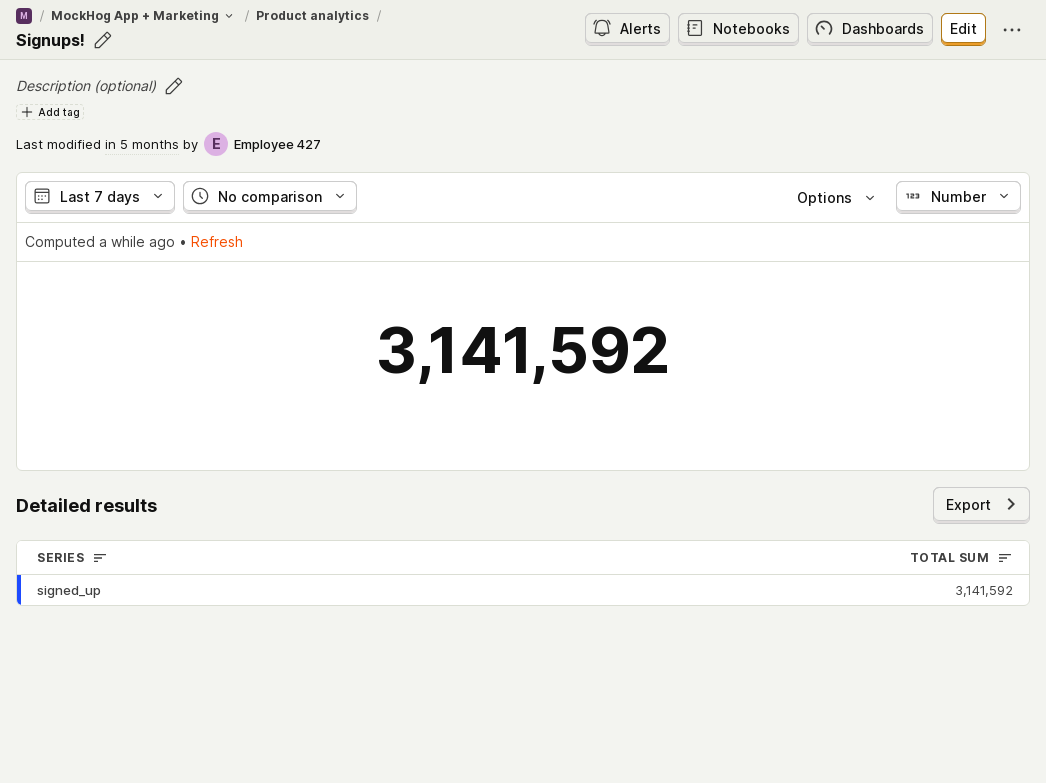 M / MockHog App + Marketing / Product analytics /
Signups!
Alerts Notebooks Dashboards Edit
Description (optional)
Add tag
Last modified in 5 months by E Employee 427
Last 7 days No comparison Options 123 Number
Computed a while ago • Refresh
3,141,592
Detailed results
Export
SERIES TOTAL SUM
signed_up 3,141,592